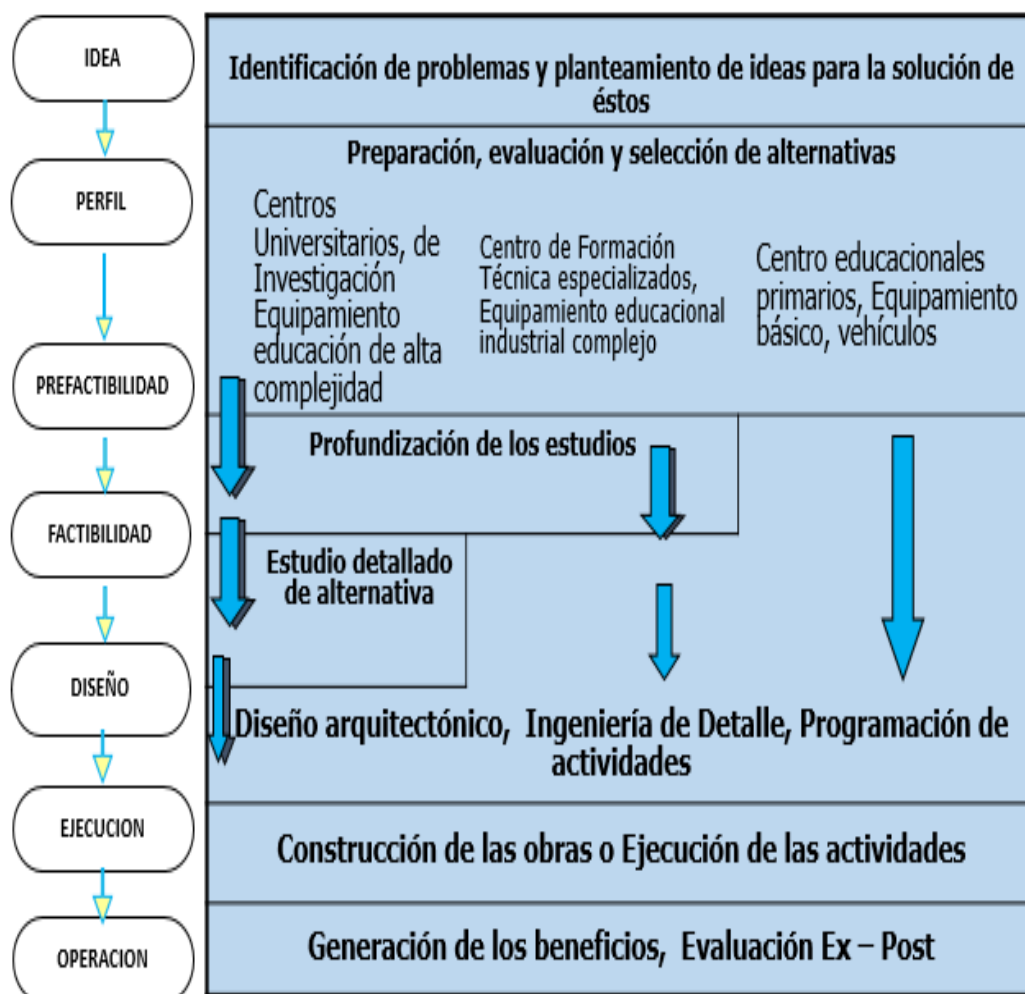 IDEA
Identificación de problemas y planteamiento de ideas para la solución de
éstos
PERFIL
Preparación, evaluación y selección de alternativas
Centros
Universitarios, de
Investigación
Equipamiento
educación de alta
complejidad
Centro de Formación
Técnica especializados,
Equipamiento educacional
industrial complejo
Centro educacionales
primarios, Equipamiento
básico, vehículos
PREFACTIBILIDAD
Profundización de los estudios
FACTIBILIDAD
Estudio detallado
de alternativa
DISEÑO
Diseño arquitectónico, Ingeniería de Detalle, Programación de
actividades
EJECUCION
Construcción de las obras o Ejecución de las actividades
OPERACION
Generación de los beneficios, Evaluación Ex – Post